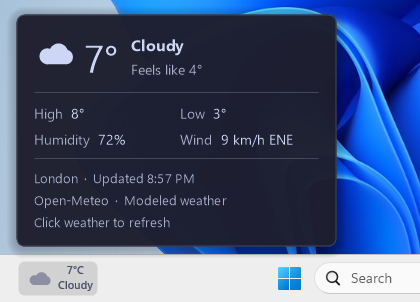 7°
Cloudy
Feels like 4°
High 8° Low 3°
Humidity 72% Wind 9 km/h ENE
London · Updated 8:57 PM
Open-Meteo · Modeled weather
Click weather to refresh
7°C
Cloudy
Search